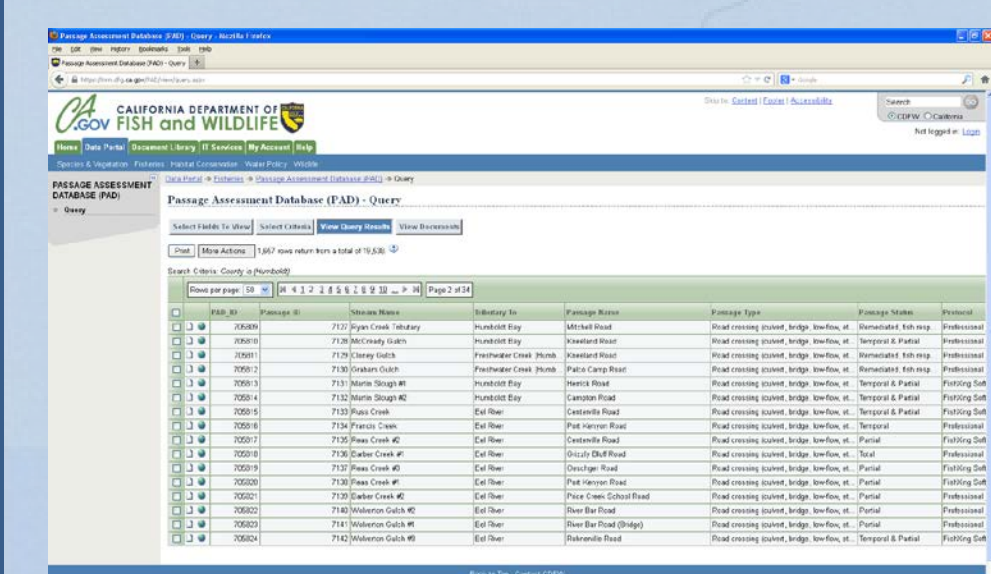 Passage Assessment Database (PAD) - Query - Mozilla Firefox
File Edit View History Bookmarks Tools Help
Passage Assessment Database (PAD) - Query +
Google
CA.GOV CALIFORNIA DEPARTMENT OF FISH and WILDLIFE
Skip to: Content | Footer | Accessibility
Search
CDFW California
Not logged in: Login
Home Data Portal Document Library IT Services My Account Help
Species & Vegetation Fisheries Habitat Conservation Water Policy Wildlife
PASSAGE ASSESSMENT DATABASE (PAD)
Query
Data Portal → Fisheries → Passage Assessment Database (PAD) → Query
Passage Assessment Database (PAD) - Query
Select Fields To View Select Criteria View Query Results View Documents
Print More Actions 1,667 rows return from a total of
Search Criteria: County is (Humboldt)
Rows per page: 50 1 2 3 4 5 6 7 8 9 10 ... Page 2 of 34
PAD_ID Passage ID Stream Name Tributary To Passage Name Passage Type Passage Status Protocol
705809 7127 Ryan Creek Tributary Humboldt Bay Mitchell Road Road crossing (culvert, bridge, low flow, et... Remediated, fish resp... Professional
705810 7128 McCready Gulch Humboldt Bay Kneeland Road Road crossing (culvert, bridge, low flow, et... Temporal & Partial Professional
705811 7129 Cloney Gulch Freshwater Creek (Humb... Kneeland Road Road crossing (culvert, bridge, low flow, et... Remediated, fish resp... Professional
705812 7130 Graham Gulch Freshwater Creek (Humb... Palco Camp Road Road crossing (culvert, bridge, low flow, et... Remediated, fish resp... Professional
705813 7131 Martin Slough #1 Humboldt Bay Herrick Road Road crossing (culvert, bridge, low flow, et... Temporal & Partial FishXing Soft
705814 7132 Martin Slough #2 Humboldt Bay Campton Road Road crossing (culvert, bridge, low flow, et... Temporal & Partial FishXing Soft
705815 7133 Russ Creek Eel River Centerville Road Road crossing (culvert, bridge, low flow, et... Temporal & Partial FishXing Soft
705816 7134 Francis Creek Eel River Port Kenyon Road Road crossing (culvert, bridge, low flow, et... Temporal Professional
705817 7135 Reas Creek #2 Eel River Centerville Road Road crossing (culvert, bridge, low flow, et... Partial FishXing Soft
705818 7136 Barber Creek #1 Eel River Grizzly Bluff Road Road crossing (culvert, bridge, low flow, et... Total Professional
705819 7137 Reas Creek #3 Eel River Oeschger Road Road crossing (culvert, bridge, low flow, et... Partial FishXing Soft
705820 7138 Reas Creek #1 Eel River Port Kenyon Road Road crossing (culvert, bridge, low flow, et... Partial FishXing Soft
705821 7139 Barber Creek #2 Eel River Price Creek School Road Road crossing (culvert, bridge, low flow, et... Partial Professional
705822 7140 Wolverton Gulch #2 Eel River River Bar Road Road crossing (culvert, bridge, low flow, et... Partial Professional
705823 7141 Wolverton Gulch #1 Eel River River Bar Road (Bridge) Road crossing (culvert, bridge, low flow, et... Partial Professional
705824 7142 Wolverton Gulch #3 Eel River Rohnerville Road Road crossing (culvert, bridge, low flow, et... Temporal & Partial FishXing Soft
Back to Top Contact CDFW